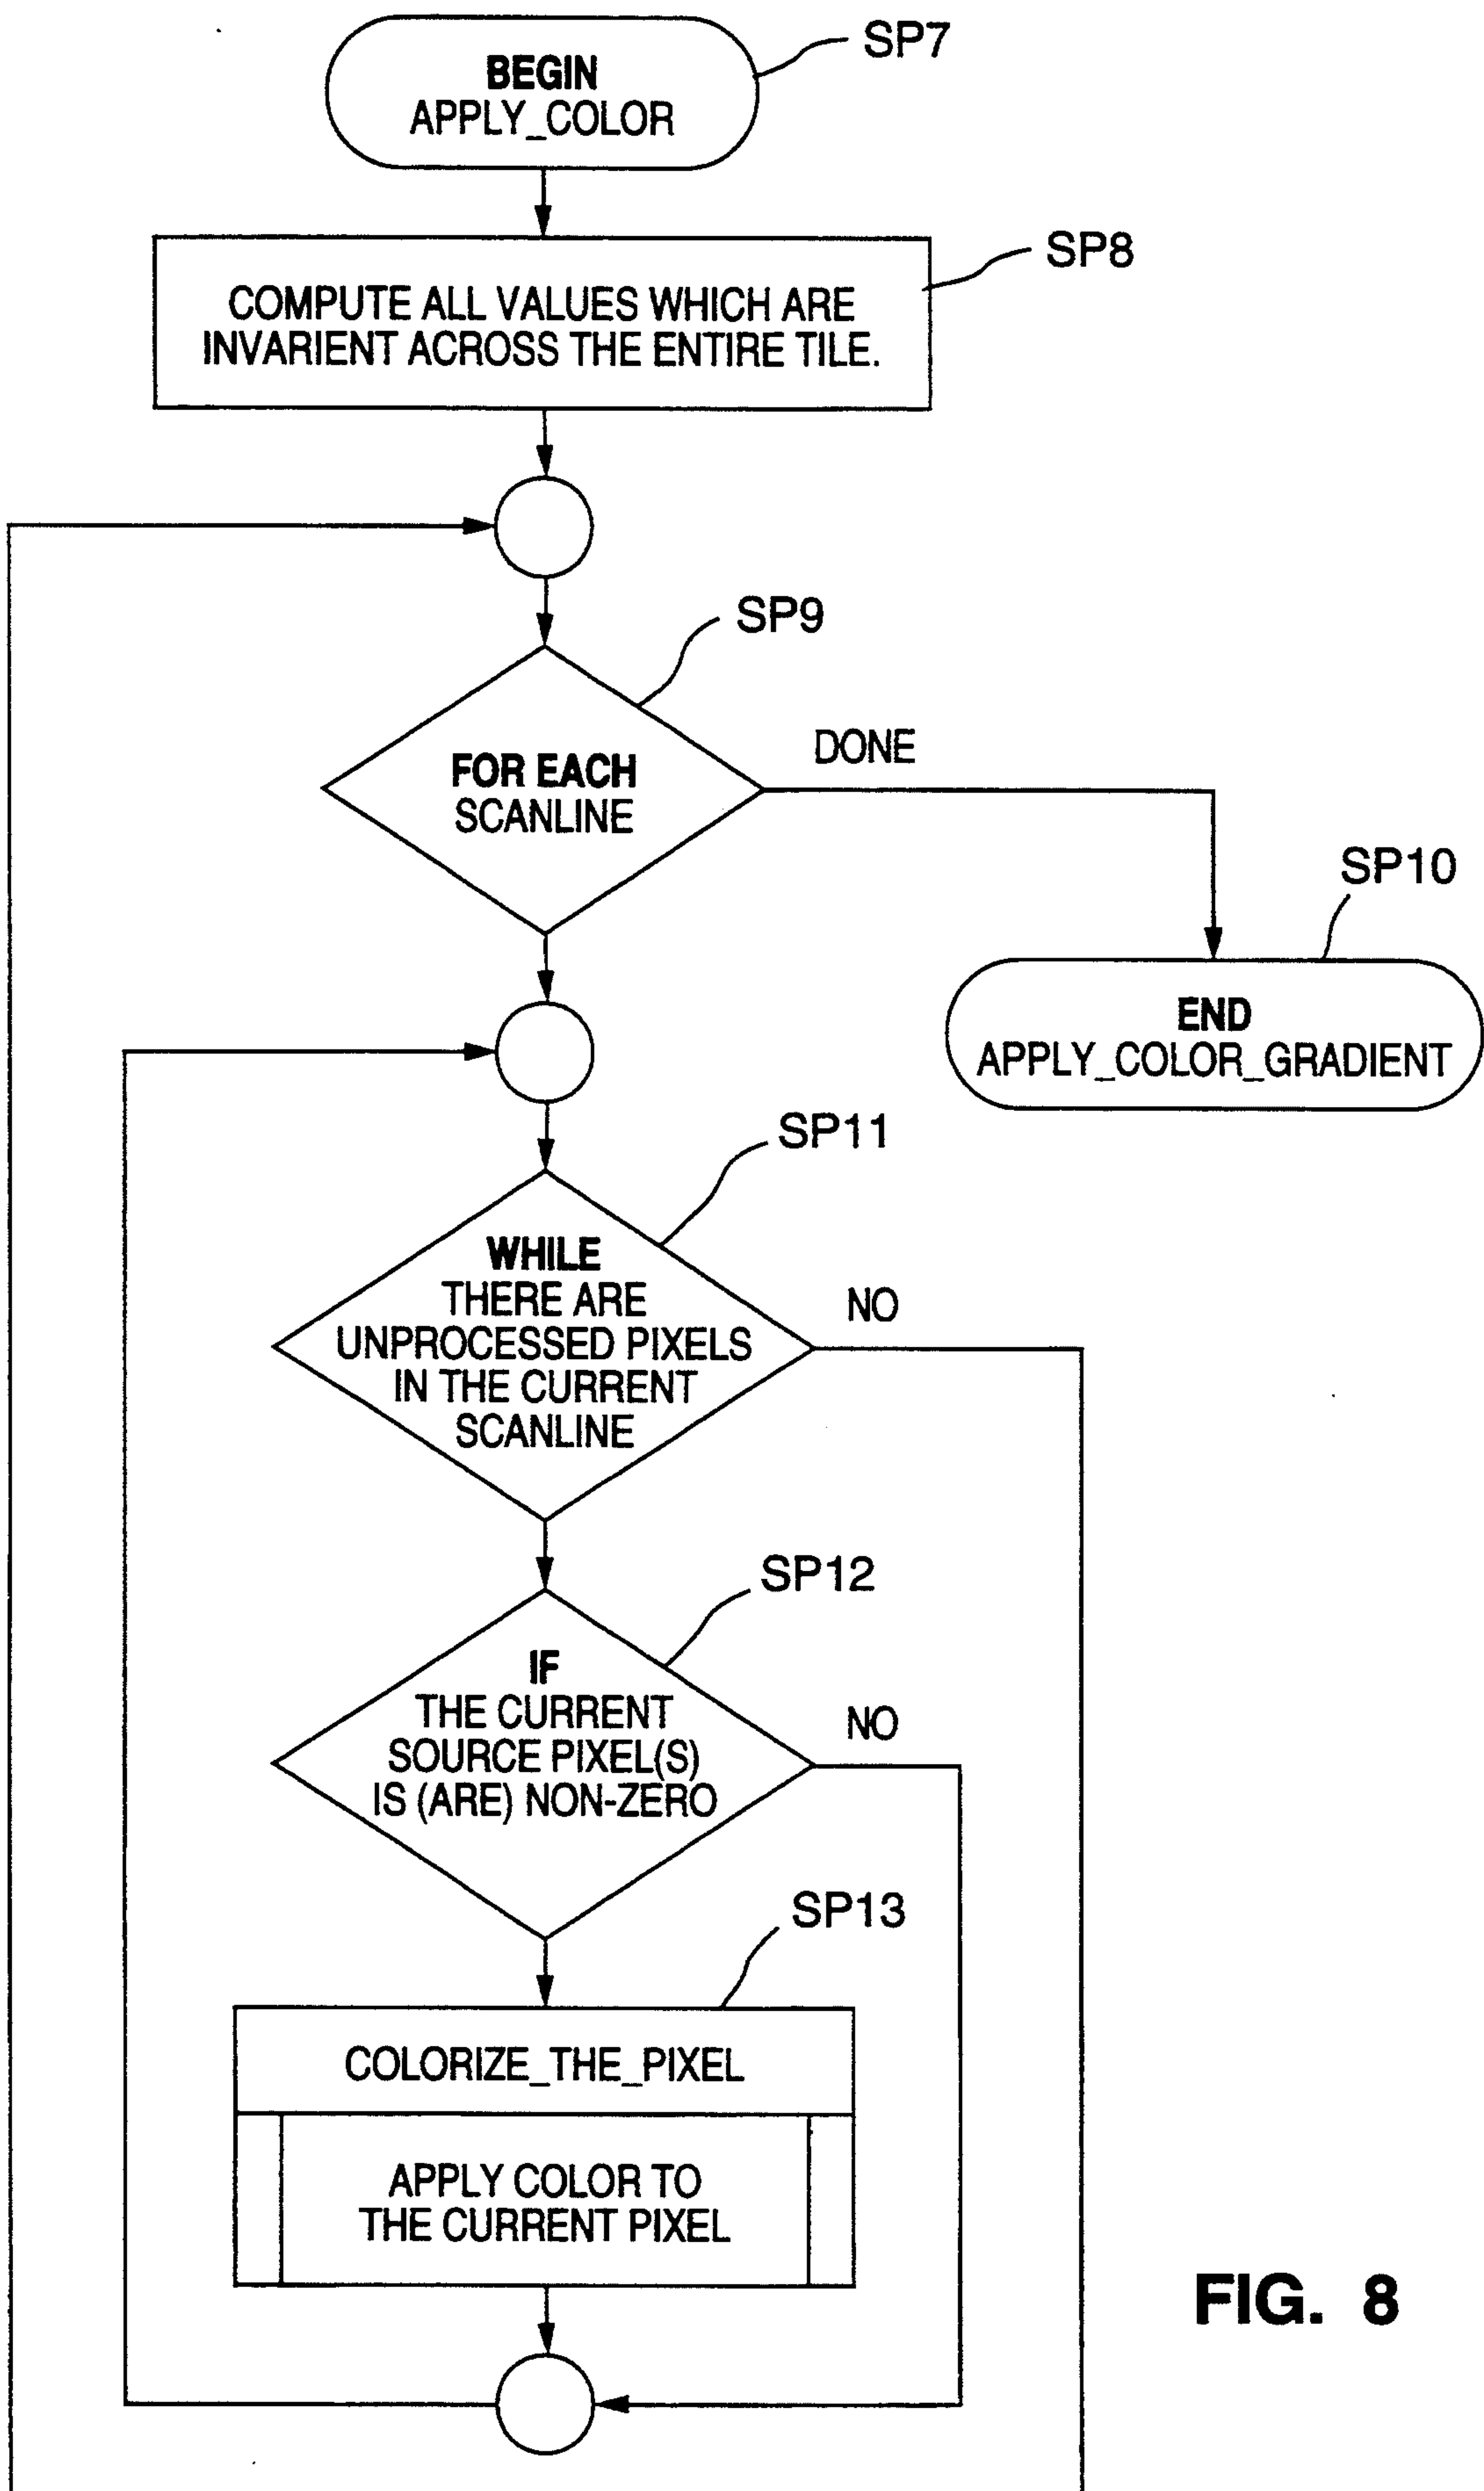 SP7
BEGIN
APPLY_COLOR
SP8
COMPUTE ALL VALUES WHICH ARE
INVARIENT ACROSS THE ENTIRE TILE.
SP9
FOR EACH
SCANLINE
DONE
SP10
END
APPLY_COLOR_GRADIENT
SP11
WHILE
THERE ARE
UNPROCESSED PIXELS
IN THE CURRENT
SCANLINE
NO
SP12
IF
THE CURRENT
SOURCE PIXEL(S)
IS (ARE) NON-ZERO
NO
SP13
COLORIZE_THE_PIXEL
APPLY COLOR TO
THE CURRENT PIXEL
FIG. 8